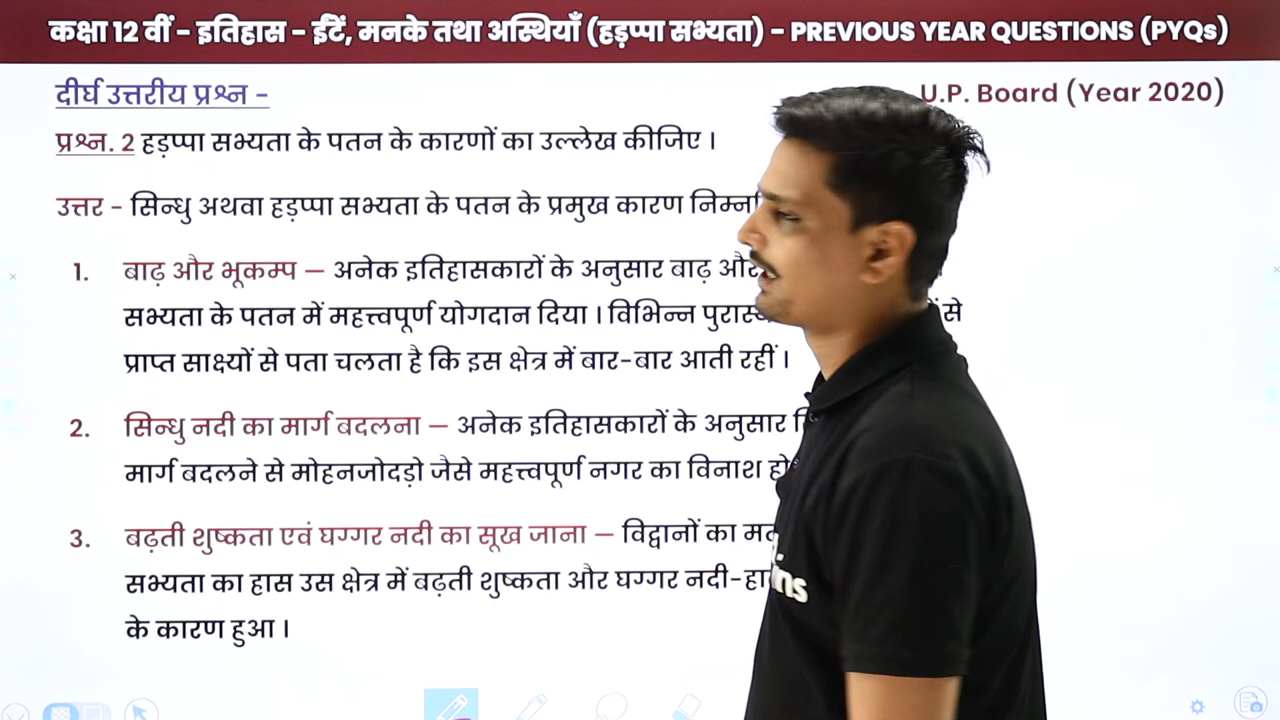 कक्षा 12 वीं - इतिहास - ईंटें, मनके तथा अस्थियाँ (हड़प्पा सभ्यता) - PREVIOUS YEAR QUESTIONS (PYQs)
दीर्घ उत्तरीय प्रश्न -
U.P. Board (Year 2020)
प्रश्न. 2 हड़प्पा सभ्यता के पतन के कारणों का उल्लेख कीजिए ।
उत्तर - सिन्धु अथवा हड़प्पा सभ्यता के पतन के प्रमुख कारण
1. बाढ़ और भूकम्प — अनेक इतिहासकारों के अनुसार बाढ़ और
सभ्यता के पतन में महत्त्वपूर्ण योगदान दिया । विभिन्न से
प्राप्त साक्ष्यों से पता चलता है कि इस क्षेत्र में बार-बार आती रहीं ।
2. सिन्धु नदी का मार्ग बदलना — अनेक इतिहासकारों के अनुसार
मार्ग बदलने से मोहनजोदड़ो जैसे महत्त्वपूर्ण नगर का विनाश
3. बढ़ती शुष्कता एवं घग्गर नदी का सूख जाना — विद्वानों का
सभ्यता का हास उस क्षेत्र में बढ़ती शुष्कता और घग्गर नदी-
के कारण हुआ ।